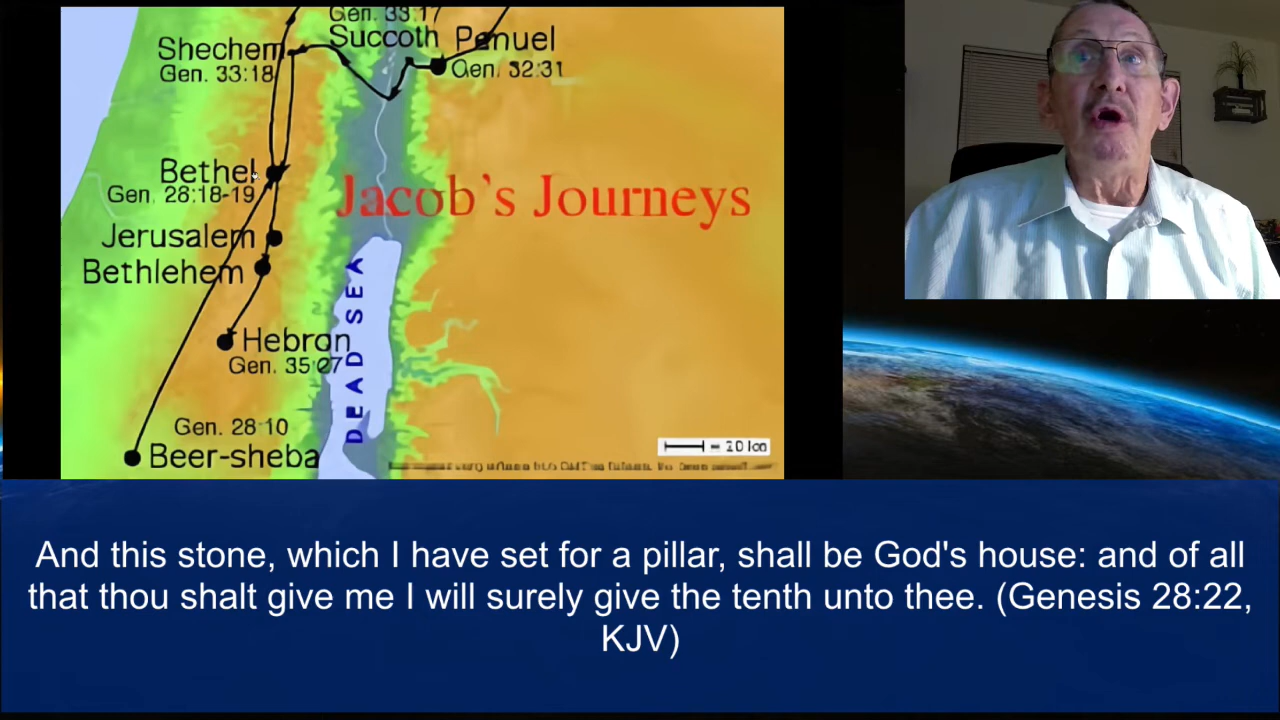 Gen. 33:17
Succoth
Penuel
Shechem
Gen. 33:18
Gen. 32:31
Bethel
Gen. 28:18-19
Jacob's Journeys
Jerusalem
Bethlehem
DEAD SEA
Hebron
Gen. 35:27
Gen. 28:10
Beer-sheba
And this stone, which I have set for a pillar, shall be God's house: and of all
that thou shalt give me I will surely give the tenth unto thee. (Genesis 28:22,
KJV)